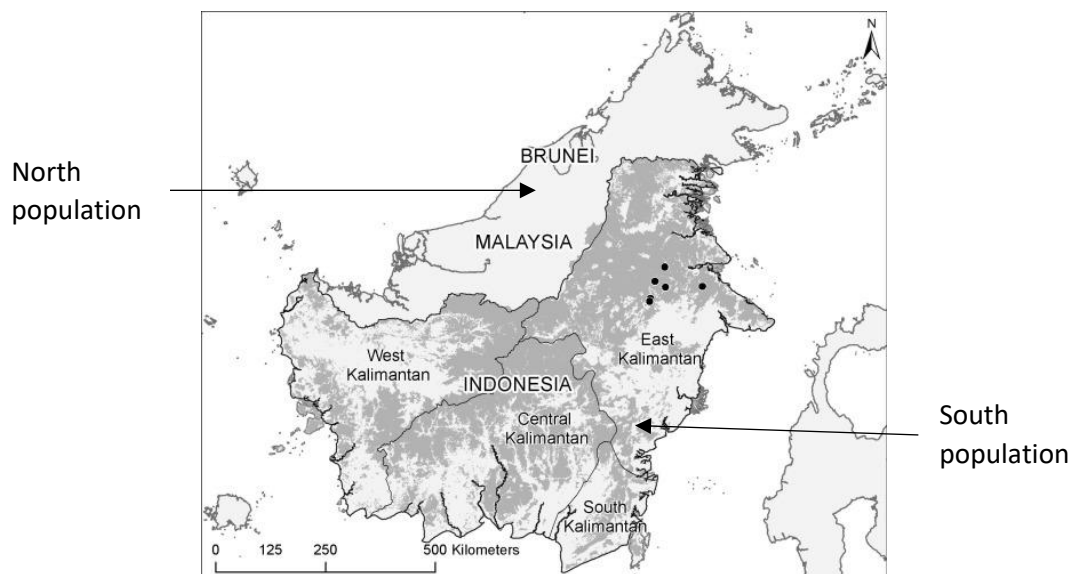 N
BRUNEI
North
population
MALAYSIA
East
Kalimantan
West
Kalimantan
INDONESIA
Central
Kalimantan
South
population
South
Kalimantan
0 125 250 500 Kilometers